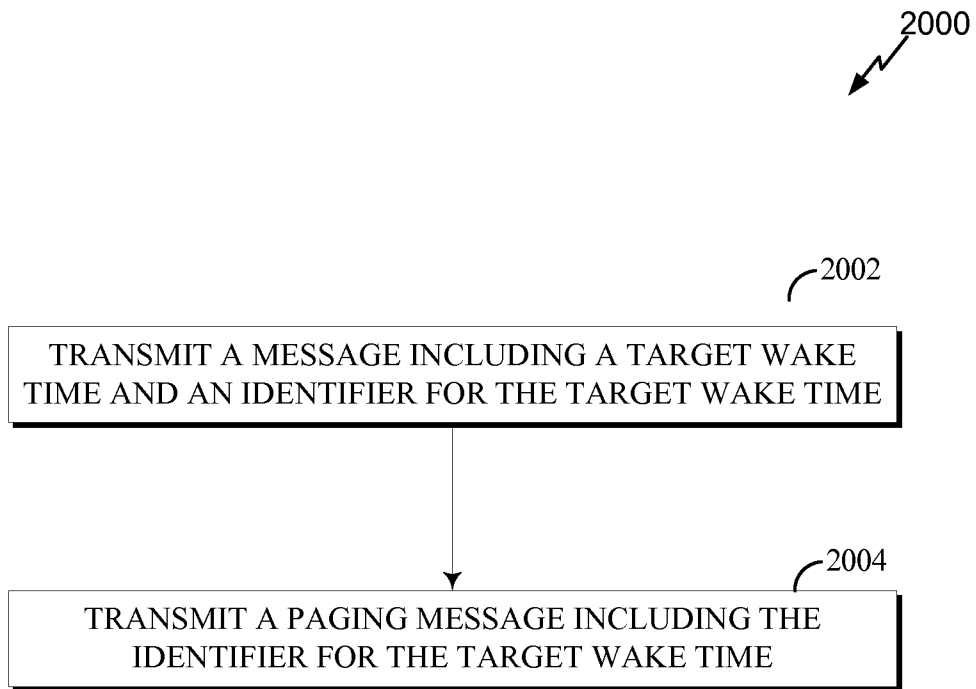 2000
2002
TRANSMIT A MESSAGE INCLUDING A TARGET WAKE
TIME AND AN IDENTIFIER FOR THE TARGET WAKE TIME
2004
TRANSMIT A PAGING MESSAGE INCLUDING THE
IDENTIFIER FOR THE TARGET WAKE TIME